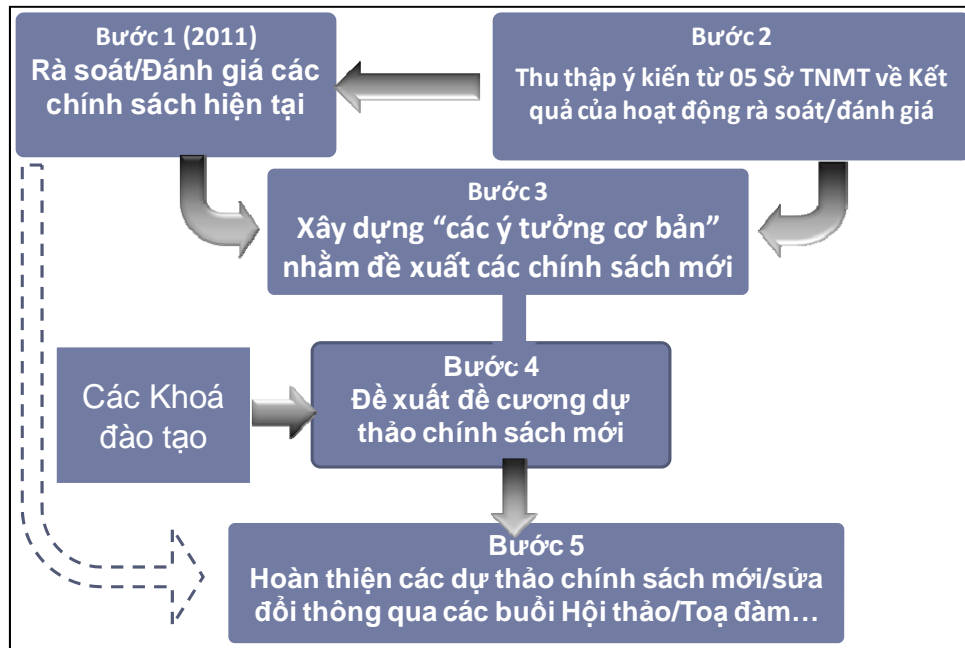 Bước 1 (2011)
Rà soát/Đánh giá các
chính sách hiện tại
Bước 2
Thu thập ý kiến từ 05 Sở TNMT về Kết
quả của hoạt động rà soát/đánh giá
Bước 3
Xây dựng “các ý tưởng cơ bản”
nhằm đề xuất các chính sách mới
Các Khoá
đào tạo
Bước 4
Đề xuất đề cương dự
thảo chính sách mới
Bước 5
Hoàn thiện các dự thảo chính sách mới/sửa
đổi thông qua các buổi Hội thảo/Toạ đàm…